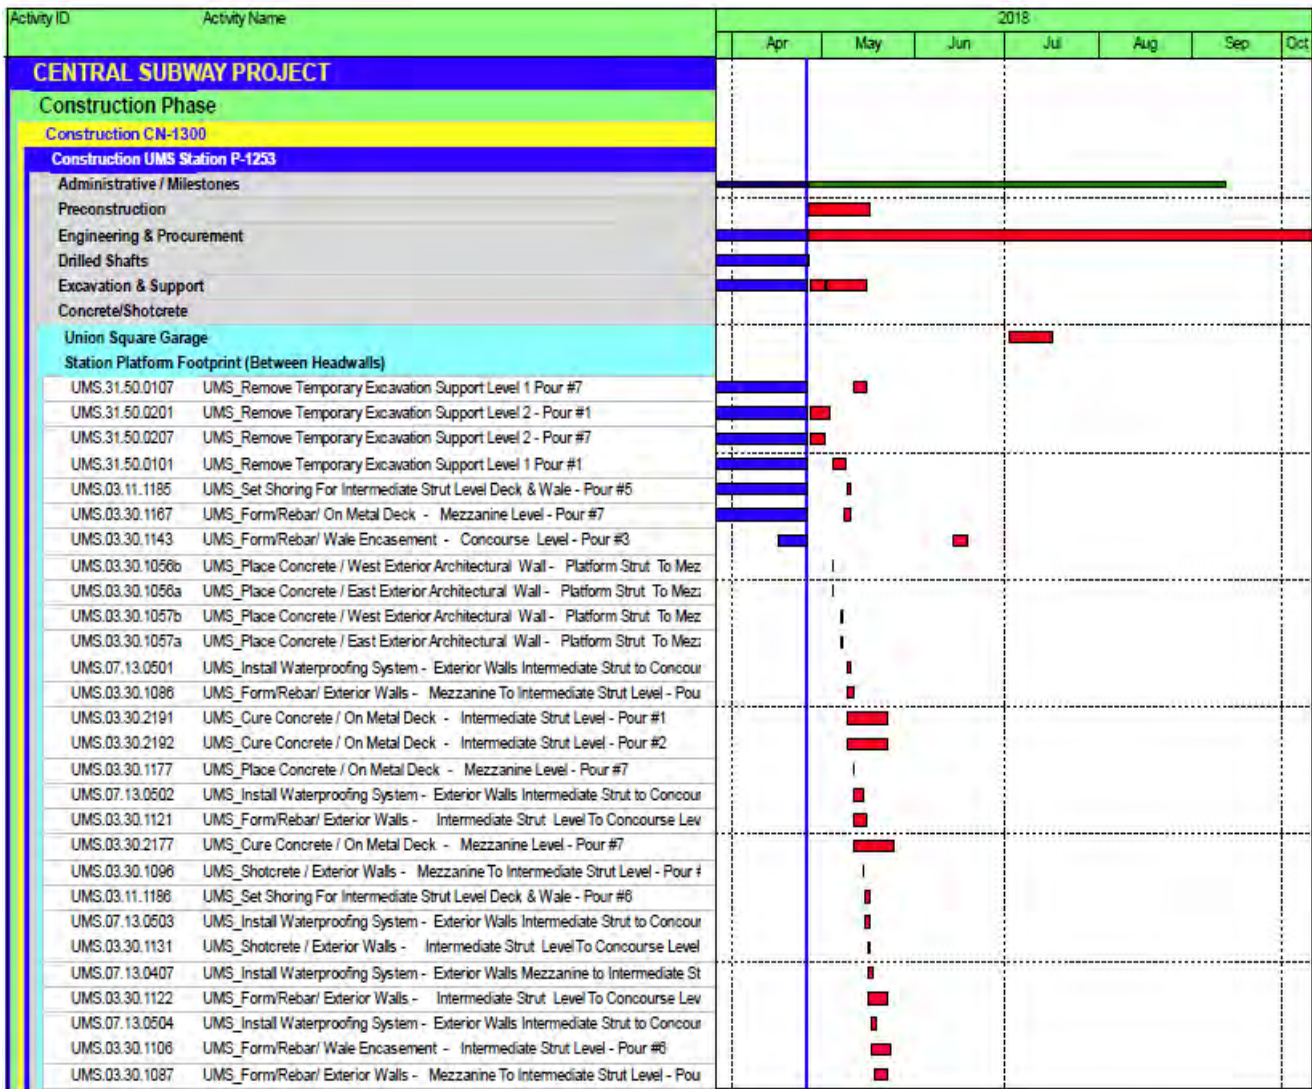 Activity ID Activity Name 2018
Apr May Jun Jul Aug Sep Oct
CENTRAL SUBWAY PROJECT
Construction Phase
Construction CN-1300
Construction UMS Station P-1253
Administrative / Milestones
Preconstruction
Engineering & Procurement
Drilled Shafts
Excavation & Support
Concrete/Shotcrete
Union Square Garage
Station Platform Footprint (Between Headwalls)
UMS.31.50.0107 UMS_Remove Temporary Excavation Support Level 1 Pour #7
UMS.31.50.0201 UMS_Remove Temporary Excavation Support Level 2 - Pour #1
UMS.31.50.0207 UMS_Remove Temporary Excavation Support Level 2 - Pour #7
UMS.31.50.0101 UMS_Remove Temporary Excavation Support Level 1 Pour #1
UMS.03.11.1185 UMS_Set Shoring For Intermediate Strut Level Deck & Wale - Pour #5
UMS.03.30.1167 UMS_Form/Rebar/ On Metal Deck - Mezzanine Level - Pour #7
UMS.03.30.1143 UMS_Form/Rebar/ Wale Encasement - Concourse Level - Pour #3
UMS.03.30.1056b UMS_Place Concrete / West Exterior Architectural Wall - Platform Strut To Mez
UMS.03.30.1056a UMS_Place Concrete / East Exterior Architectural Wall - Platform Strut To Mezz
UMS.03.30.1057b UMS_Place Concrete / West Exterior Architectural Wall - Platform Strut To Mez
UMS.03.30.1057a UMS_Place Concrete / East Exterior Architectural Wall - Platform Strut To Mezz
UMS.07.13.0501 UMS_Install Waterproofing System - Exterior Walls Intermediate Strut to Concour
UMS.03.30.1086 UMS_Form/Rebar/ Exterior Walls - Mezzanine To Intermediate Strut Level - Pou
UMS.03.30.2191 UMS_Cure Concrete / On Metal Deck - Intermediate Strut Level - Pour #1
UMS.03.30.2192 UMS_Cure Concrete / On Metal Deck - Intermediate Strut Level - Pour #2
UMS.03.30.1177 UMS_Place Concrete / On Metal Deck - Mezzanine Level - Pour #7
UMS.07.13.0502 UMS_Install Waterproofing System - Exterior Walls Intermediate Strut to Concour
UMS.03.30.1121 UMS_Form/Rebar/ Exterior Walls - Intermediate Strut Level To Concourse Lev
UMS.03.30.2177 UMS_Cure Concrete / On Metal Deck - Mezzanine Level - Pour #7
UMS.03.30.1096 UMS_Shotcrete / Exterior Walls - Mezzanine To Intermediate Strut Level - Pour #
UMS.03.11.1186 UMS_Set Shoring For Intermediate Strut Level Deck & Wale - Pour #6
UMS.07.13.0503 UMS_Install Waterproofing System - Exterior Walls Intermediate Strut to Concour
UMS.03.30.1131 UMS_Shotcrete / Exterior Walls - Intermediate Strut Level To Concourse Level
UMS.07.13.0407 UMS_Install Waterproofing System - Exterior Walls Mezzanine to Intermediate St
UMS.03.30.1122 UMS_Form/Rebar/ Exterior Walls - Intermediate Strut Level To Concourse Lev
UMS.07.13.0504 UMS_Install Waterproofing System - Exterior Walls Intermediate Strut to Concour
UMS.03.30.1106 UMS_Form/Rebar/ Wale Encasement - Intermediate Strut Level - Pour #6
UMS.03.30.1087 UMS_Form/Rebar/ Exterior Walls - Mezzanine To Intermediate Strut Level - Pou